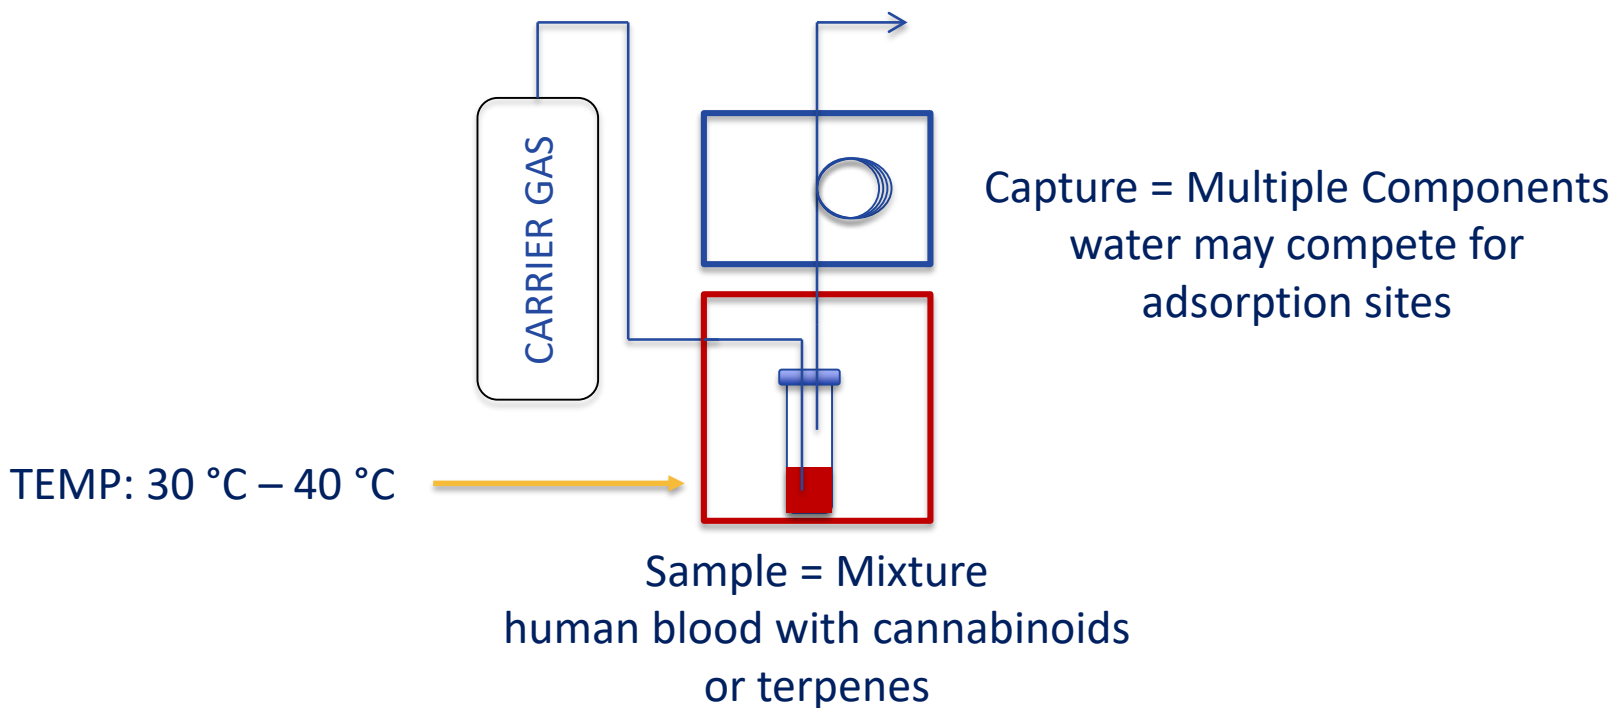 CARRIER GAS
Capture = Multiple Components
water may compete for
adsorption sites
TEMP: 30 °C – 40 °C
Sample = Mixture
human blood with cannabinoids
or terpenes